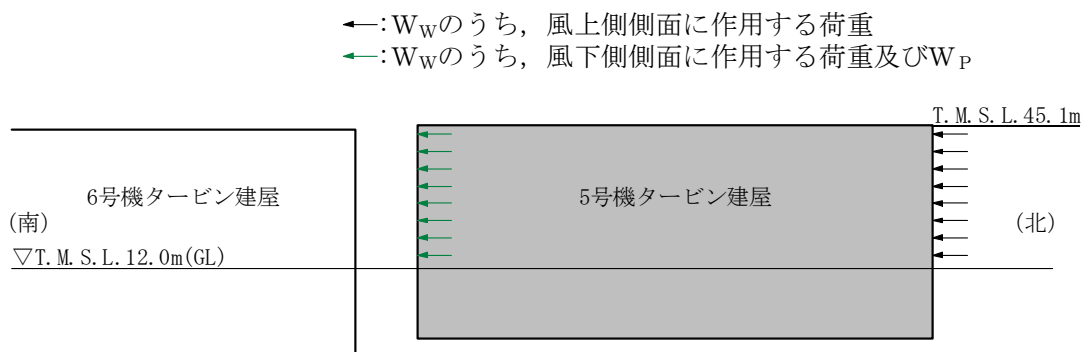 ←:WWのうち，風上側側面に作用する荷重
←:WWのうち，風下側側面に作用する荷重及びWP
T.M.S.L.45.1m
6号機タービン建屋
5号機タービン建屋
(南)
(北)
▽T.M.S.L.12.0m(GL)